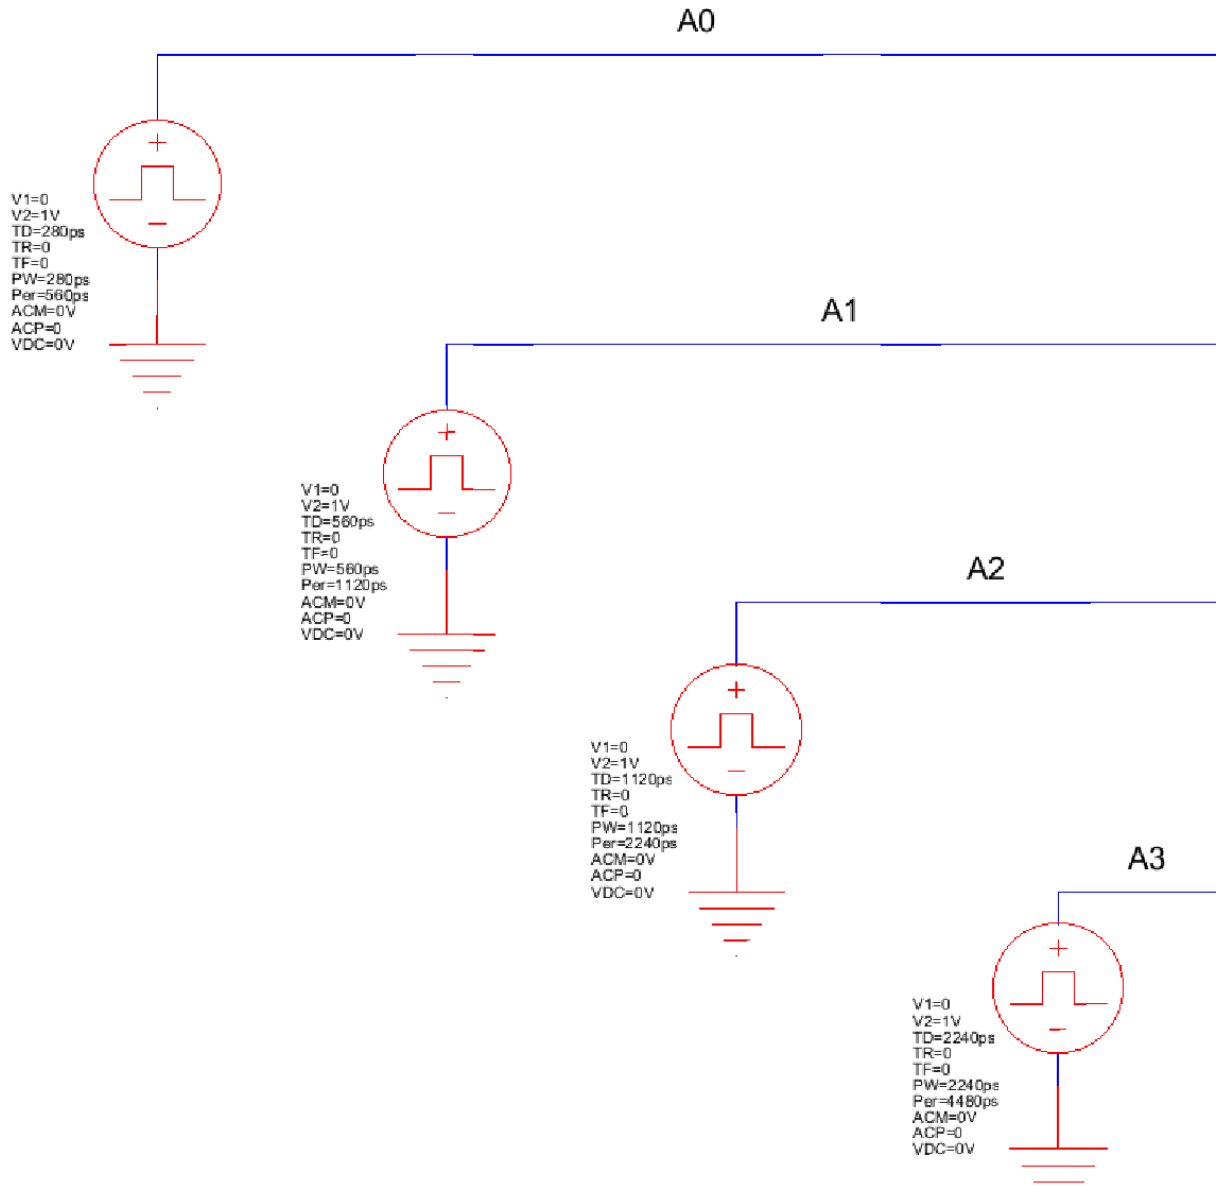 A0
V1=0
V2=1V
TD=280ps
TR=0
TF=0
PW=280ps
Per=560ps
ACM=0V
ACP=0
VDC=0V
A1
V1=0
V2=1V
TD=560ps
TR=0
TF=0
PW=560ps
Per=1120ps
ACM=0V
ACP=0
VDC=0V
A2
V1=0
V2=1V
TD=1120ps
TR=0
TF=0
PW=1120ps
Per=2240ps
ACM=0V
ACP=0
VDC=0V
A3
V1=0
V2=1V
TD=2240ps
TR=0
TF=0
PW=2240ps
Per=4480ps
ACM=0V
ACP=0
VDC=0V